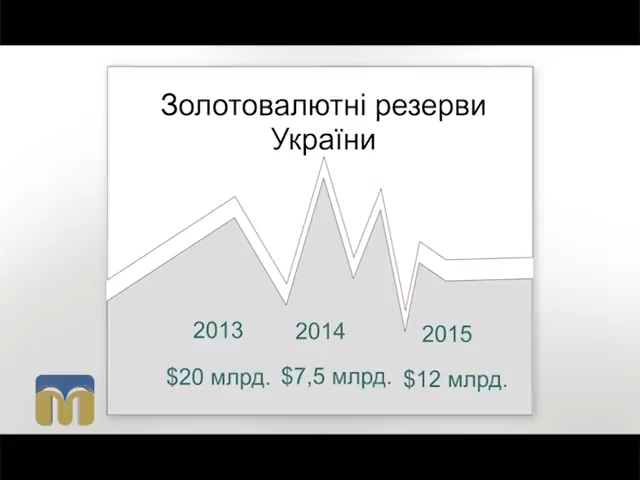 Золотовалютні резерви
України
2013 2014 2015
$20 млрд. $7,5 млрд. $12 млрд.